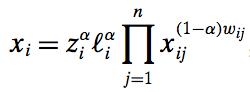 x_i = z_i^α ℓ_i^α ∏_{j=1}^{n} x_{ij}^{(1−α)w_{ij}}